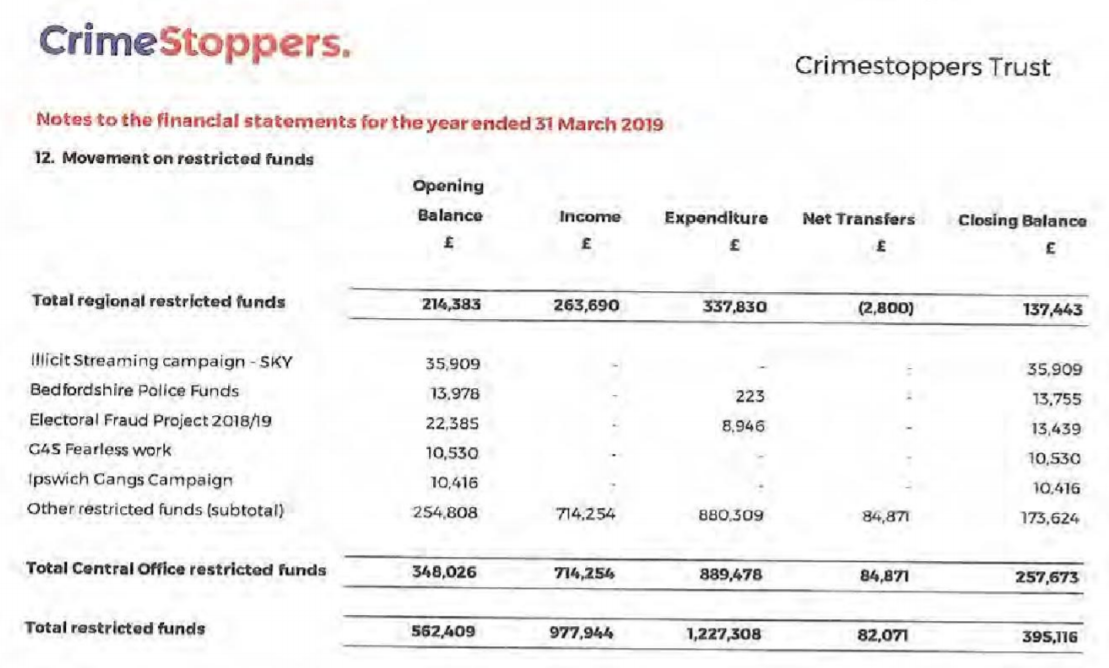 CrimeStoppers.
Crimestoppers Trust
Notes to the financial statements for the year ended 31 March 2019
12. Movement on restricted funds
Opening
Balance Income Expenditure Net Transfers Closing Balance
£ £ £ £ £
Total regional restricted funds 214,383 263,690 337,830 (2,800) 137,443
Illicit Streaming campaign - SKY 35,909 - - - 35,909
Bedfordshire Police Funds 13,978 - 223 - 13,755
Electoral Fraud Project 2018/19 22,385 - 8,946 - 13,439
G4S Fearless work 10,530 - - - 10,530
Ipswich Gangs Campaign 10,416 - - - 10,416
Other restricted funds (subtotal) 254,808 714,254 880,309 84,871 173,624
Total Central Office restricted funds 348,026 714,254 889,478 84,871 257,673
Total restricted funds 562,409 977,944 1,227,308 82,071 395,116